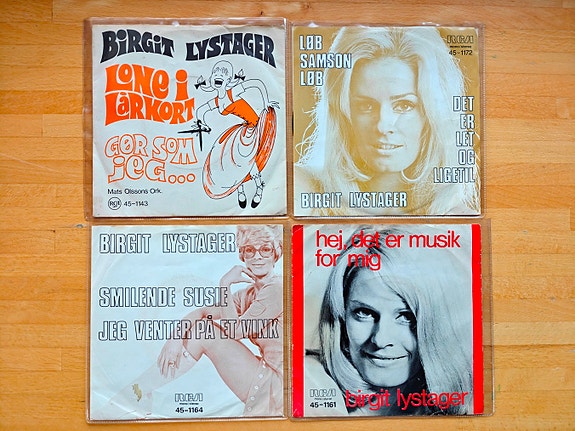 BIRGIT LYSTAGER
LONE i
LÅRKORT
GØR SOM
jEG...
Mats Olssons Ork.
RCA
45-1143
LØB
SAMSON
LØB
RCA
45-1172
DET
ER
LET
OG
LIGETIL
BIRGIT LYSTAGER
BIRGIT LYSTAGER
SMILENDE SUSIE
JEG VENTER PÅ ET VINK
RCA
45-1164
hej, det er musik
for mig
RCA
45-1161
birgit lystager